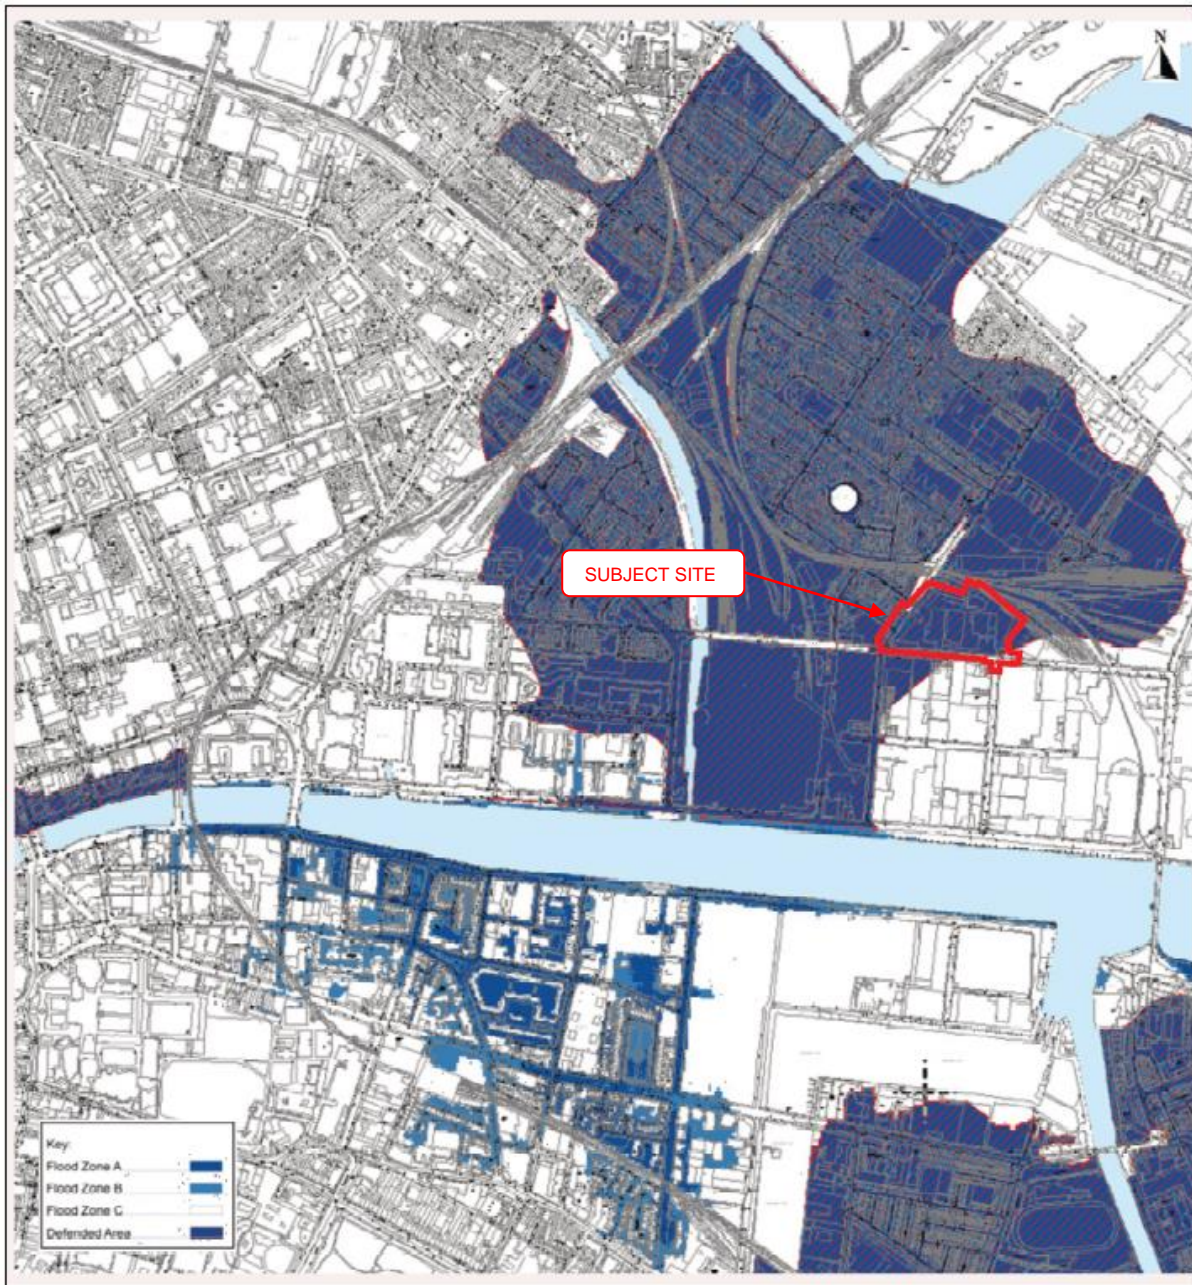 N
SUBJECT SITE
Key:
Flood Zone A
Flood Zone B
Flood Zone C
Defended Area